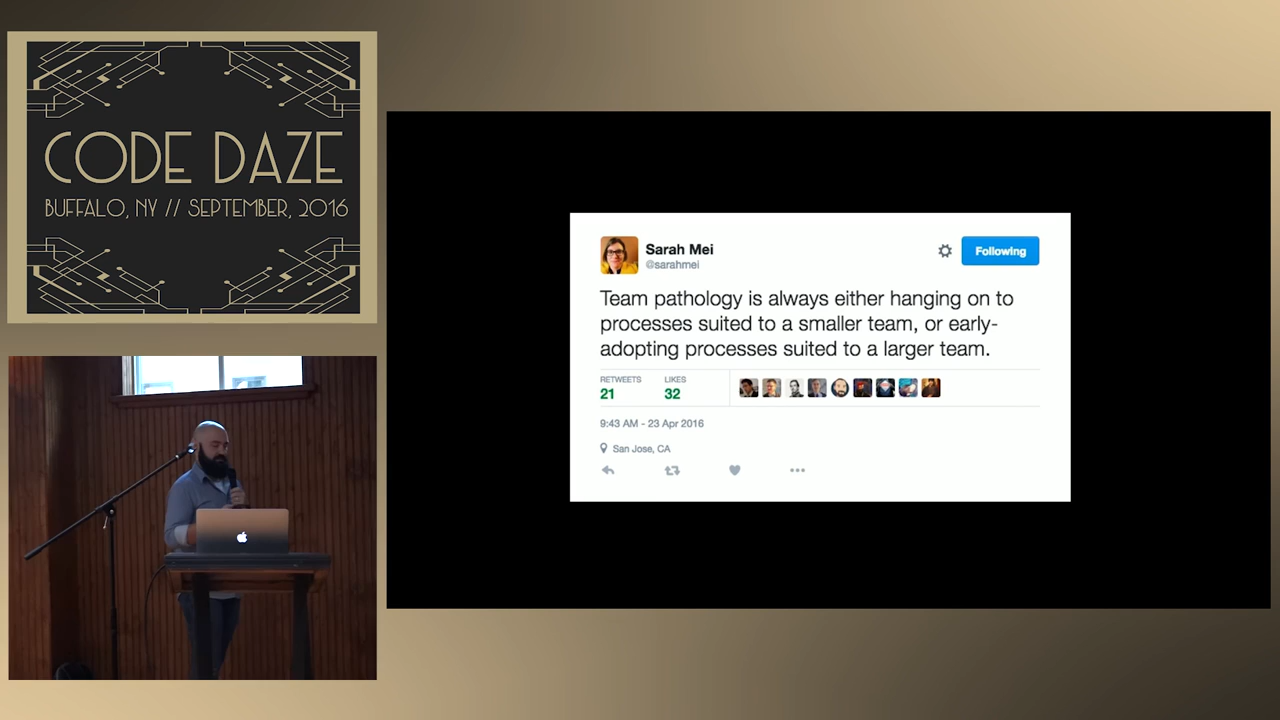 CODE DAZE
BUFFALO, NY // SEPTEMBER, 2016
Sarah Mei
@sarahmei
Following
Team pathology is always either hanging on to
processes suited to a smaller team, or early-
adopting processes suited to a larger team.
RETWEETS LIKES
21 32
9:43 AM - 23 Apr 2016
San Jose, CA